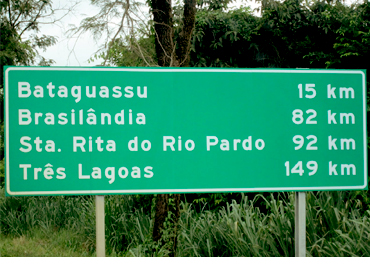 Bataguassu 15 km
Brasilândia 82 km
Sta. Rita do Rio Pardo 92 km
Três Lagoas 149 km